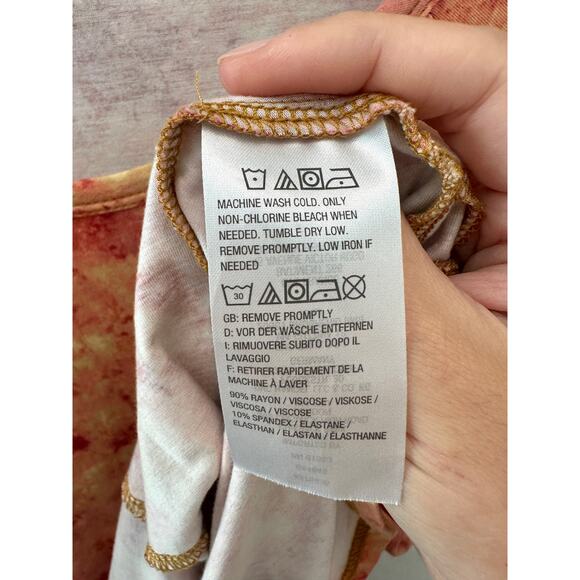 MACHINE WASH COLD. ONLY
NON-CHLORINE BLEACH WHEN
NEEDED. TUMBLE DRY LOW.
REMOVE PROMPTLY. LOW IRON IF
NEEDED
30
GB: REMOVE PROMPTLY
D: VOR DER WÄSCHE ENTFERNEN
I: RIMUOVERE SUBITO DOPO IL
LAVAGGIO
F: RETIRER RAPIDEMENT DE LA
MACHINE À LAVER
90% RAYON / VISCOSE / VISKOSE /
VISCOSA / VISCOSE
10% SPANDEX / ELASTANE /
ELASTHAN / ELASTAN / ÉLASTHANNE